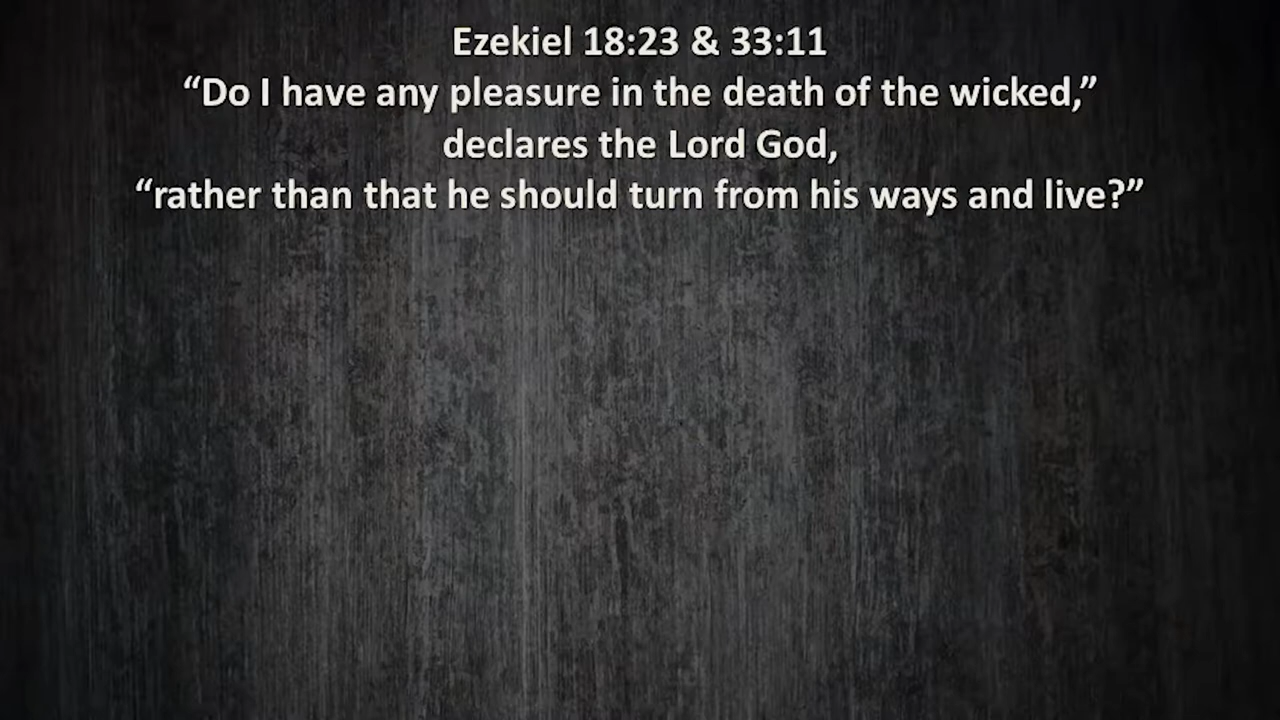 Ezekiel 18:23 & 33:11
“Do I have any pleasure in the death of the wicked,”
declares the Lord God,
“rather than that he should turn from his ways and live?”